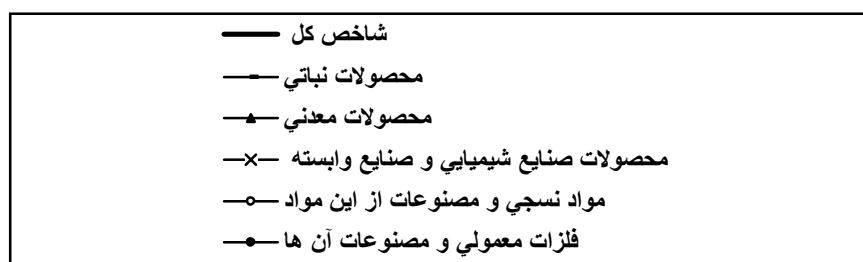 شاخص کل
محصولات نباتي
محصولات معدني
محصولات صنايع شيميايي و صنايع وابسته
مواد نسجي و مصنوعات از اين مواد
فلزات معمولي و مصنوعات آن ها